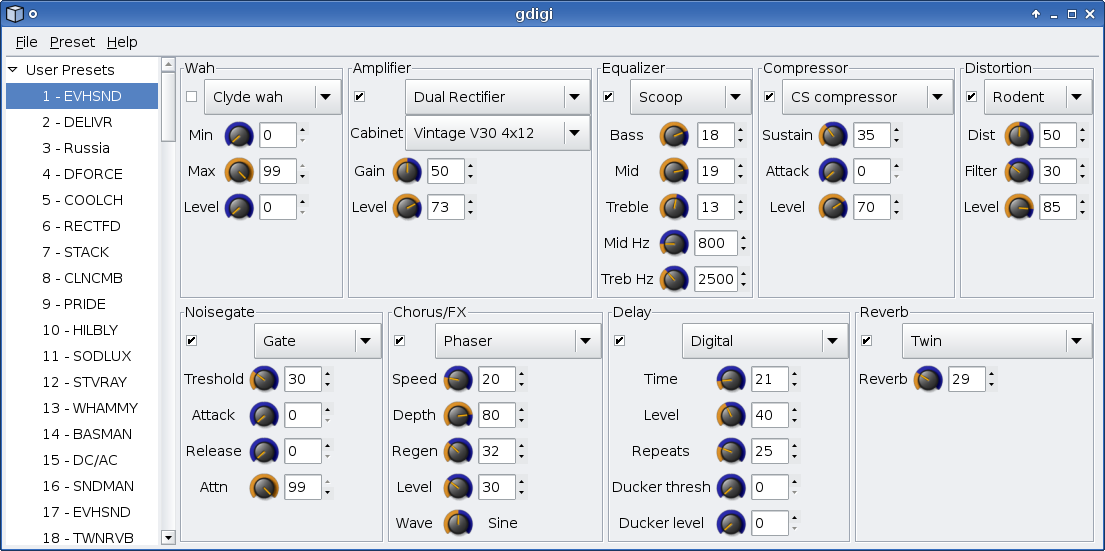 gdigi
File Preset Help
User Presets
1 - EVHSND
2 - DELIVR
3 - Russia
4 - DFORCE
5 - COOLCH
6 - RECTFD
7 - STACK
8 - CLNCMB
9 - PRIDE
10 - HILBLY
11 - SODLUX
12 - STVRAY
13 - WHAMMY
14 - BASMAN
15 - DC/AC
16 - SNDMAN
17 - EVHSND
18 - TWNRVB
Wah
Clyde wah
Min 0
Max 99
Level 0
Amplifier
Dual Rectifier
Cabinet Vintage V30 4x12
Gain 50
Level 73
Equalizer
Scoop
Bass 18
Mid 19
Treble 13
Mid Hz 800
Treb Hz 2500
Compressor
CS compressor
Sustain 35
Attack 0
Level 70
Distortion
Rodent
Dist 50
Filter 30
Level 85
Noisegate
Gate
Treshold 30
Attack 0
Release 0
Attn 99
Chorus/FX
Phaser
Speed 20
Depth 80
Regen 32
Level 30
Wave Sine
Delay
Digital
Time 21
Level 40
Repeats 25
Ducker thresh 0
Ducker level 0
Reverb
Twin
Reverb 29